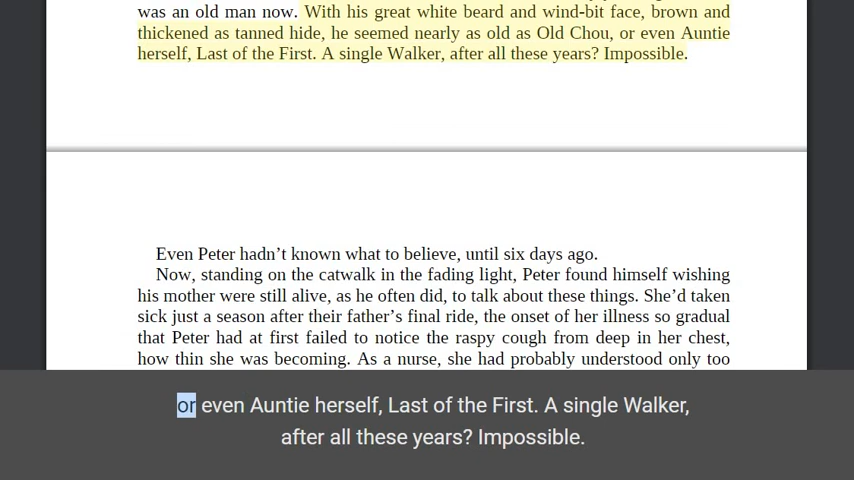 was an old man now. With his great white beard and wind-bit face, brown and
thickened as tanned hide, he seemed nearly as old as Old Chou, or even Auntie
herself, Last of the First. A single Walker, after all these years? Impossible.
Even Peter hadn’t known what to believe, until six days ago.
Now, standing on the catwalk in the fading light, Peter found himself wishing
his mother were still alive, as he often did, to talk about these things. She’d taken
sick just a season after their father’s final ride, the onset of her illness so gradual
that Peter had at first failed to notice the raspy cough from deep in her chest,
how thin she was becoming. As a nurse, she had probably understood only too
or even Auntie herself, Last of the First. A single Walker,
after all these years? Impossible.